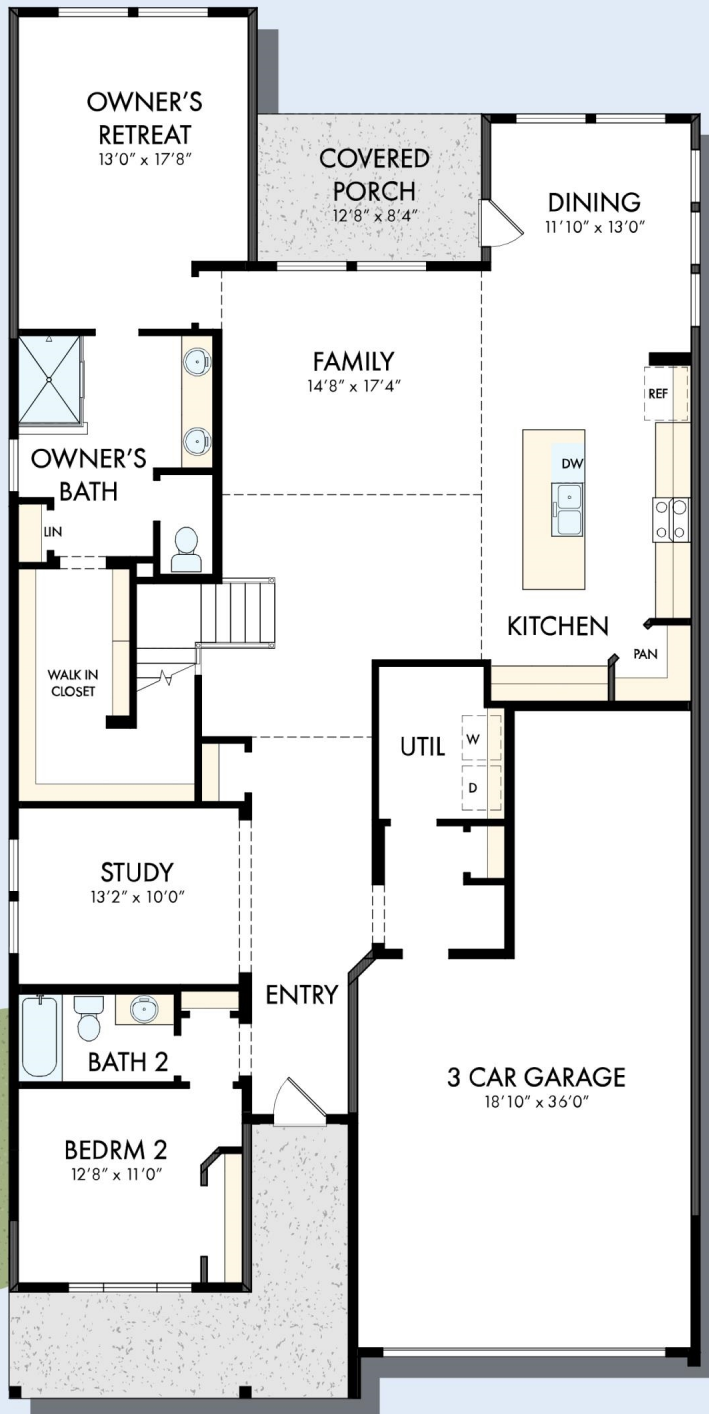 OWNER'S
RETREAT
13'0" x 17'8"
COVERED
PORCH
12'8" x 8'4"
DINING
11'10" x 13'0"
FAMILY
14'8" x 17'4"
REF
OWNER'S
BATH
DW
LIN
KITCHEN
PAN
WALK IN
CLOSET
UTIL
W
D
STUDY
13'2" x 10'0"
ENTRY
BATH 2
3 CAR GARAGE
18'10" x 36'0"
BEDRM 2
12'8" x 11'0"